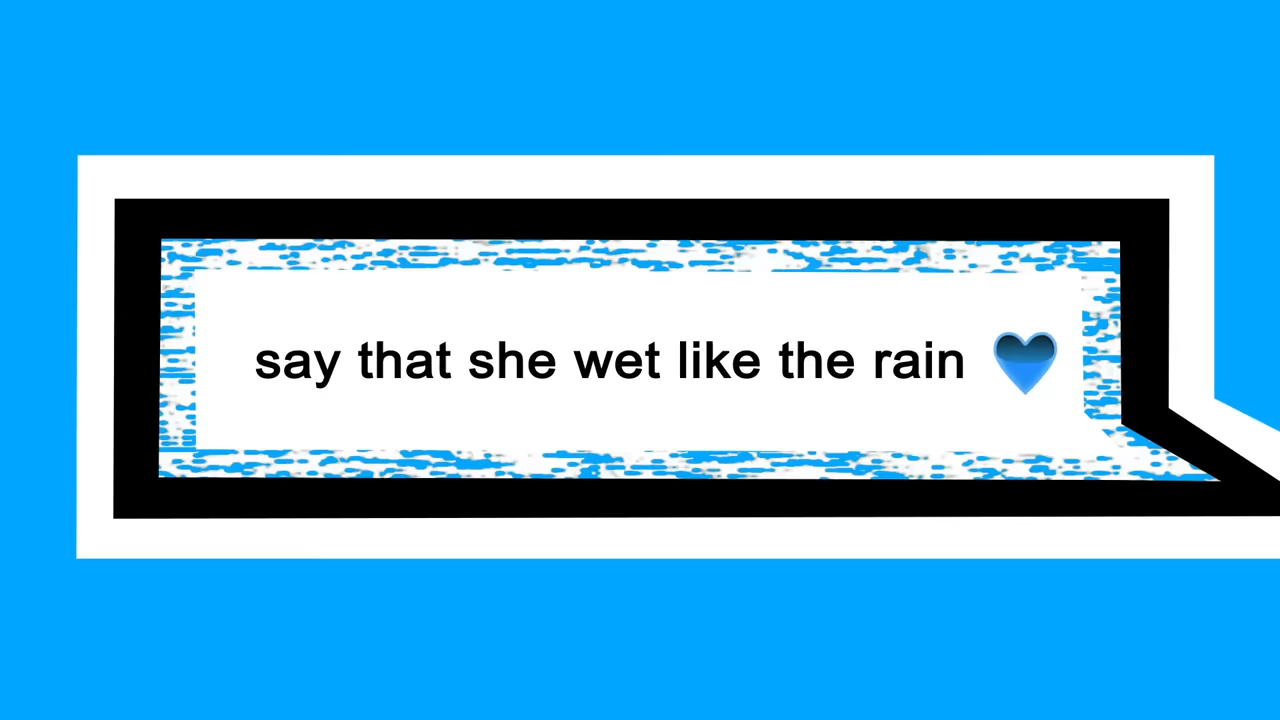 say that she wet like the rain 💙